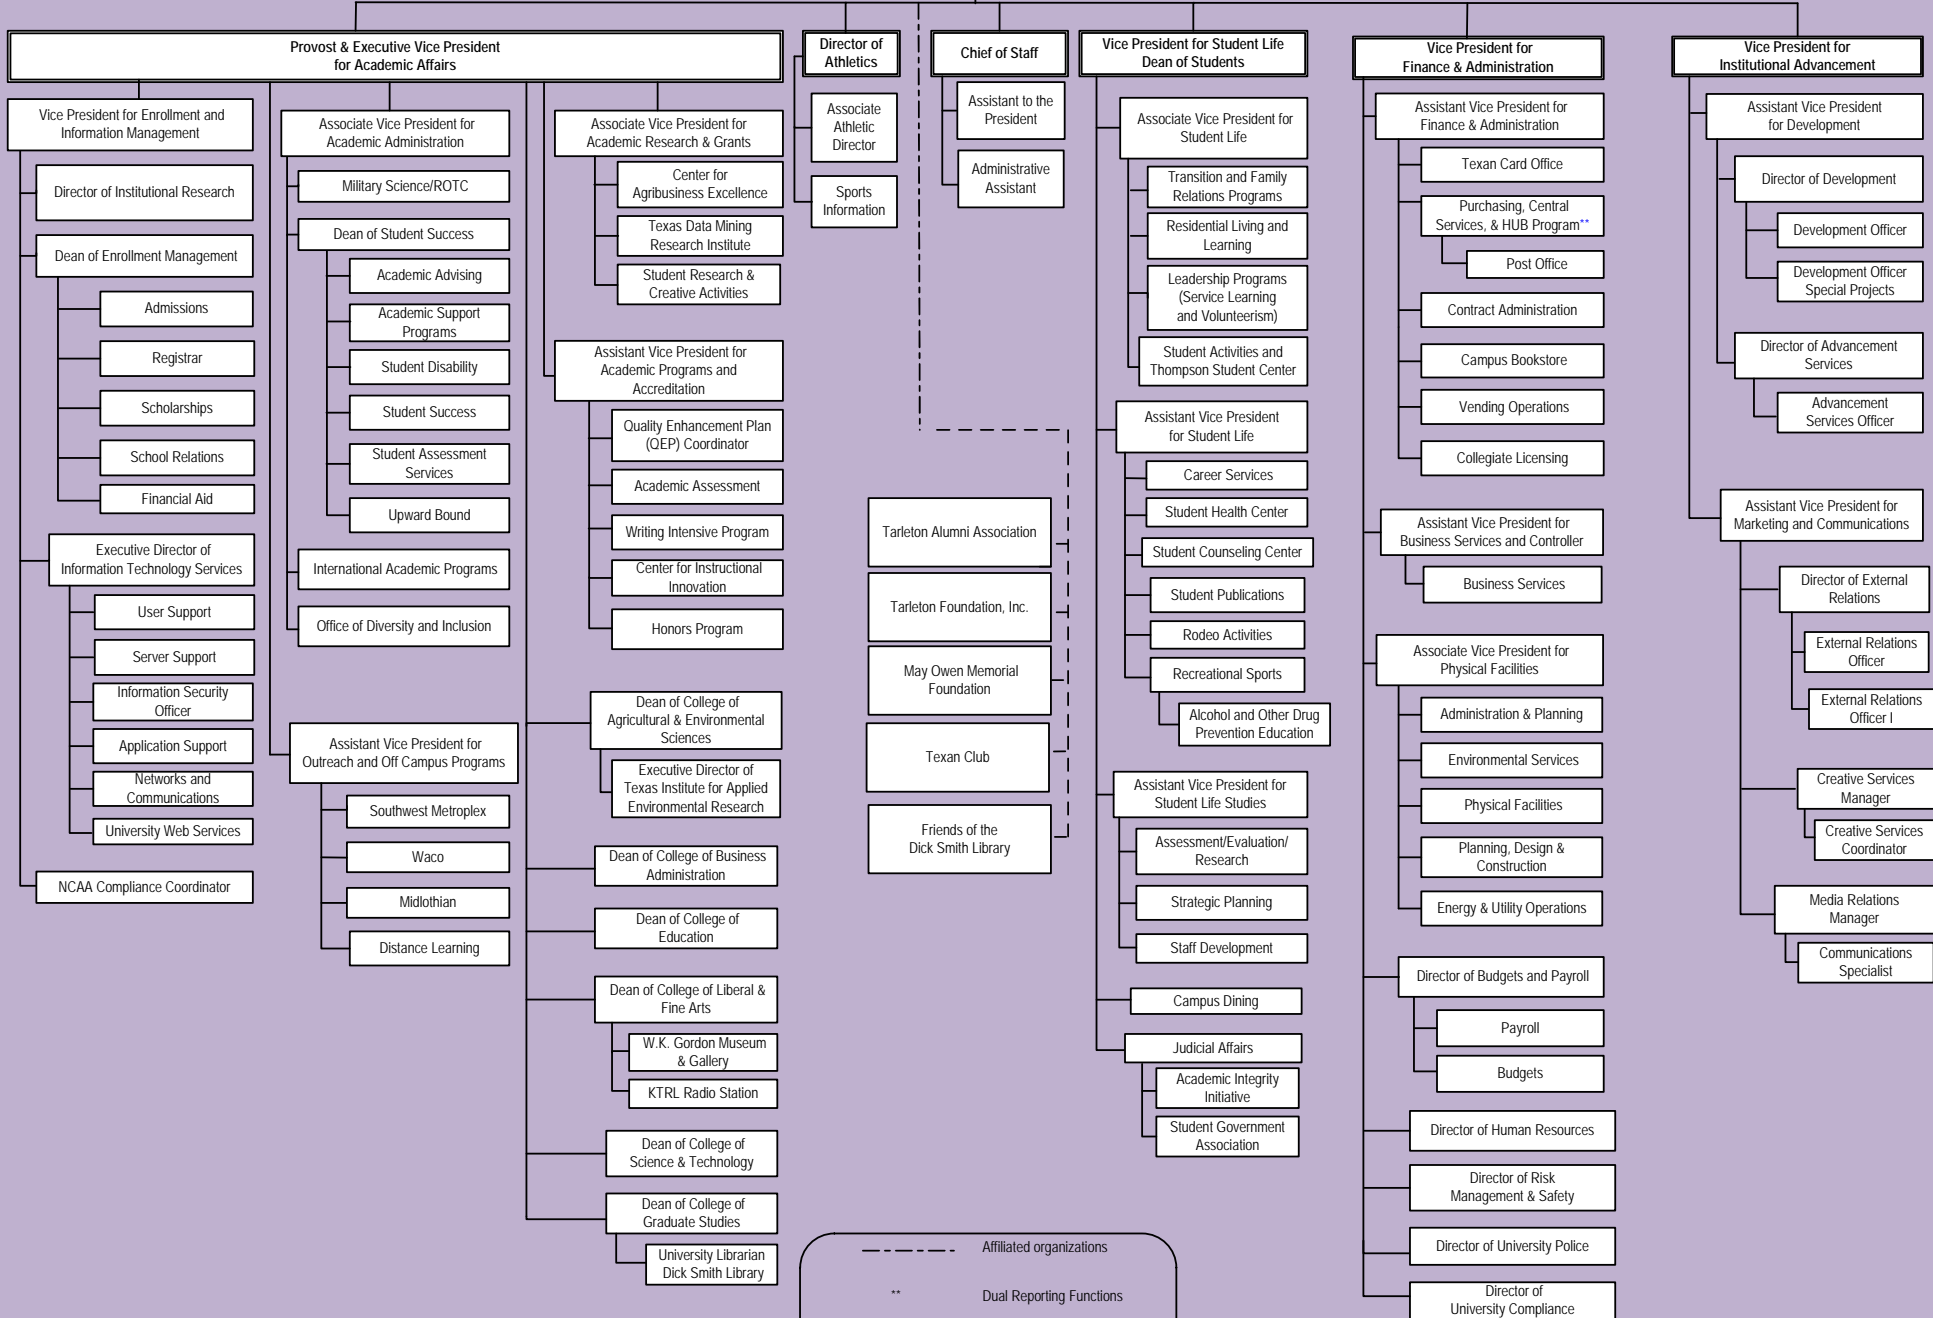 Provost & Executive Vice President
for Academic Affairs
Vice President for Enrollment and
Information Management
Director of Institutional Research
Dean of Enrollment Management
Admissions
Registrar
Scholarships
School Relations
Financial Aid
Executive Director of
Information Technology Services
User Support
Server Support
Information Security
Officer
Application Support
Networks and
Communications
University Web Services
NCAA Compliance Coordinator
Associate Vice President for
Academic Administration
Military Science/ROTC
Dean of Student Success
Academic Advising
Academic Support
Programs
Student Disability
Student Success
Student Assessment
Services
Upward Bound
International Academic Programs
Office of Diversity and Inclusion
Assistant Vice President for
Outreach and Off Campus Programs
Southwest Metroplex
Waco
Midlothian
Distance Learning
Associate Vice President for
Academic Research & Grants
Center for
Agribusiness Excellence
Texas Data Mining
Research Institute
Student Research &
Creative Activities
Assistant Vice President for
Academic Programs and
Accreditation
Quality Enhancement Plan
(QEP) Coordinator
Academic Assessment
Writing Intensive Program
Center for Instructional
Innovation
Honors Program
Dean of College of
Agricultural & Environmental
Sciences
Executive Director of
Texas Institute for Applied
Environmental Research
Dean of College of Business
Administration
Dean of College of
Education
Dean of College of Liberal &
Fine Arts
W.K. Gordon Museum
& Gallery
KTRL Radio Station
Dean of College of
Science & Technology
Dean of College of
Graduate Studies
University Librarian
Dick Smith Library
Director of
Athletics
Associate
Athletic
Director
Sports
Information
Chief of Staff
Assistant to the
President
Administrative
Assistant
Tarleton Alumni Association
Tarleton Foundation, Inc.
May Owen Memorial
Foundation
Texan Club
Friends of the
Dick Smith Library
Vice President for Student Life
Dean of Students
Associate Vice President for
Student Life
Transition and Family
Relations Programs
Residential Living and
Learning
Leadership Programs
(Service Learning
and Volunteerism)
Student Activities and
Thompson Student Center
Assistant Vice President
for Student Life
Career Services
Student Health Center
Student Counseling Center
Student Publications
Rodeo Activities
Recreational Sports
Alcohol and Other Drug
Prevention Education
Assistant Vice President for
Student Life Studies
Assessment/Evaluation/
Research
Strategic Planning
Staff Development
Campus Dining
Judicial Affairs
Academic Integrity
Initiative
Student Government
Association
Vice President for
Finance & Administration
Assistant Vice President for
Finance & Administration
Texan Card Office
Purchasing, Central
Services, & HUB Program**
Post Office
Contract Administration
Campus Bookstore
Vending Operations
Collegiate Licensing
Assistant Vice President for
Business Services and Controller
Business Services
Associate Vice President for
Physical Facilities
Administration & Planning
Environmental Services
Physical Facilities
Planning, Design &
Construction
Energy & Utility Operations
Director of Budgets and Payroll
Payroll
Budgets
Director of Human Resources
Director of Risk
Management & Safety
Director of University Police
Director of
University Compliance
Vice President for
Institutional Advancement
Assistant Vice President
for Development
Director of Development
Development Officer
Development Officer
Special Projects
Director of Advancement
Services
Advancement
Services Officer
Assistant Vice President for
Marketing and Communications
Director of External
Relations
External Relations
Officer
External Relations
Officer I
Creative Services
Manager
Creative Services
Coordinator
Media Relations
Manager
Communications
Specialist
Affiliated organizations
** Dual Reporting Functions